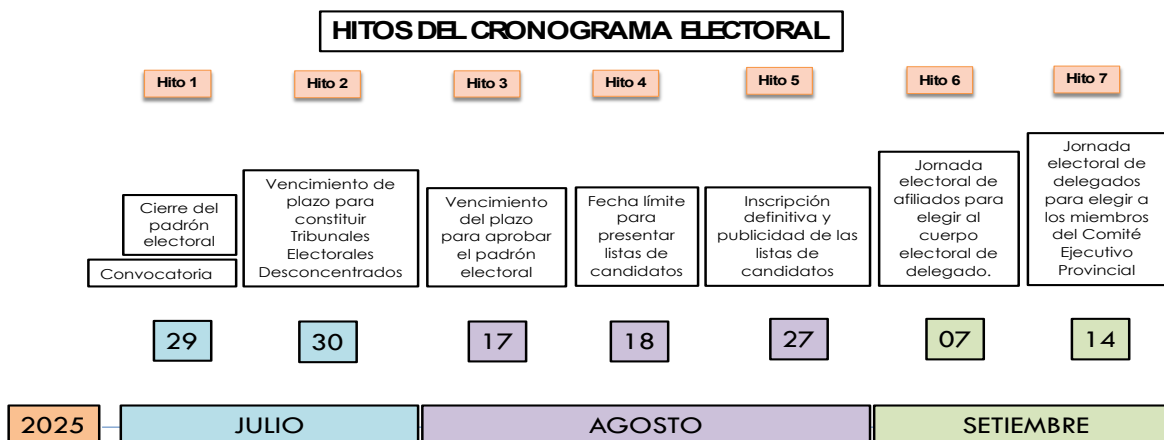 HITOS DEL CRONOGRAMA ELECTORAL
Hito 1
Hito 2
Hito 3
Hito 4
Hito 5
Hito 6
Hito 7
Cierre del
padrón
electoral
Convocatoria
Vencimiento de
plazo para
constituir
Tribunales
Electorales
Desconcentrados
Vencimiento
del plazo
para aprobar
el padrón
electoral
Fecha límite
para
presentar
listas de
candidatos
Inscripción
definitiva y
publicidad de las
listas de
candidatos
Jornada
electoral de
afiliados para
elegir al
cuerpo
electoral de
delegado.
Jornada
electoral de
delegados
para elegir a
los miembros
del Comité
Ejecutivo
Provincial
29
30
17
18
27
07
14
2025
JULIO
AGOSTO
SETIEMBRE